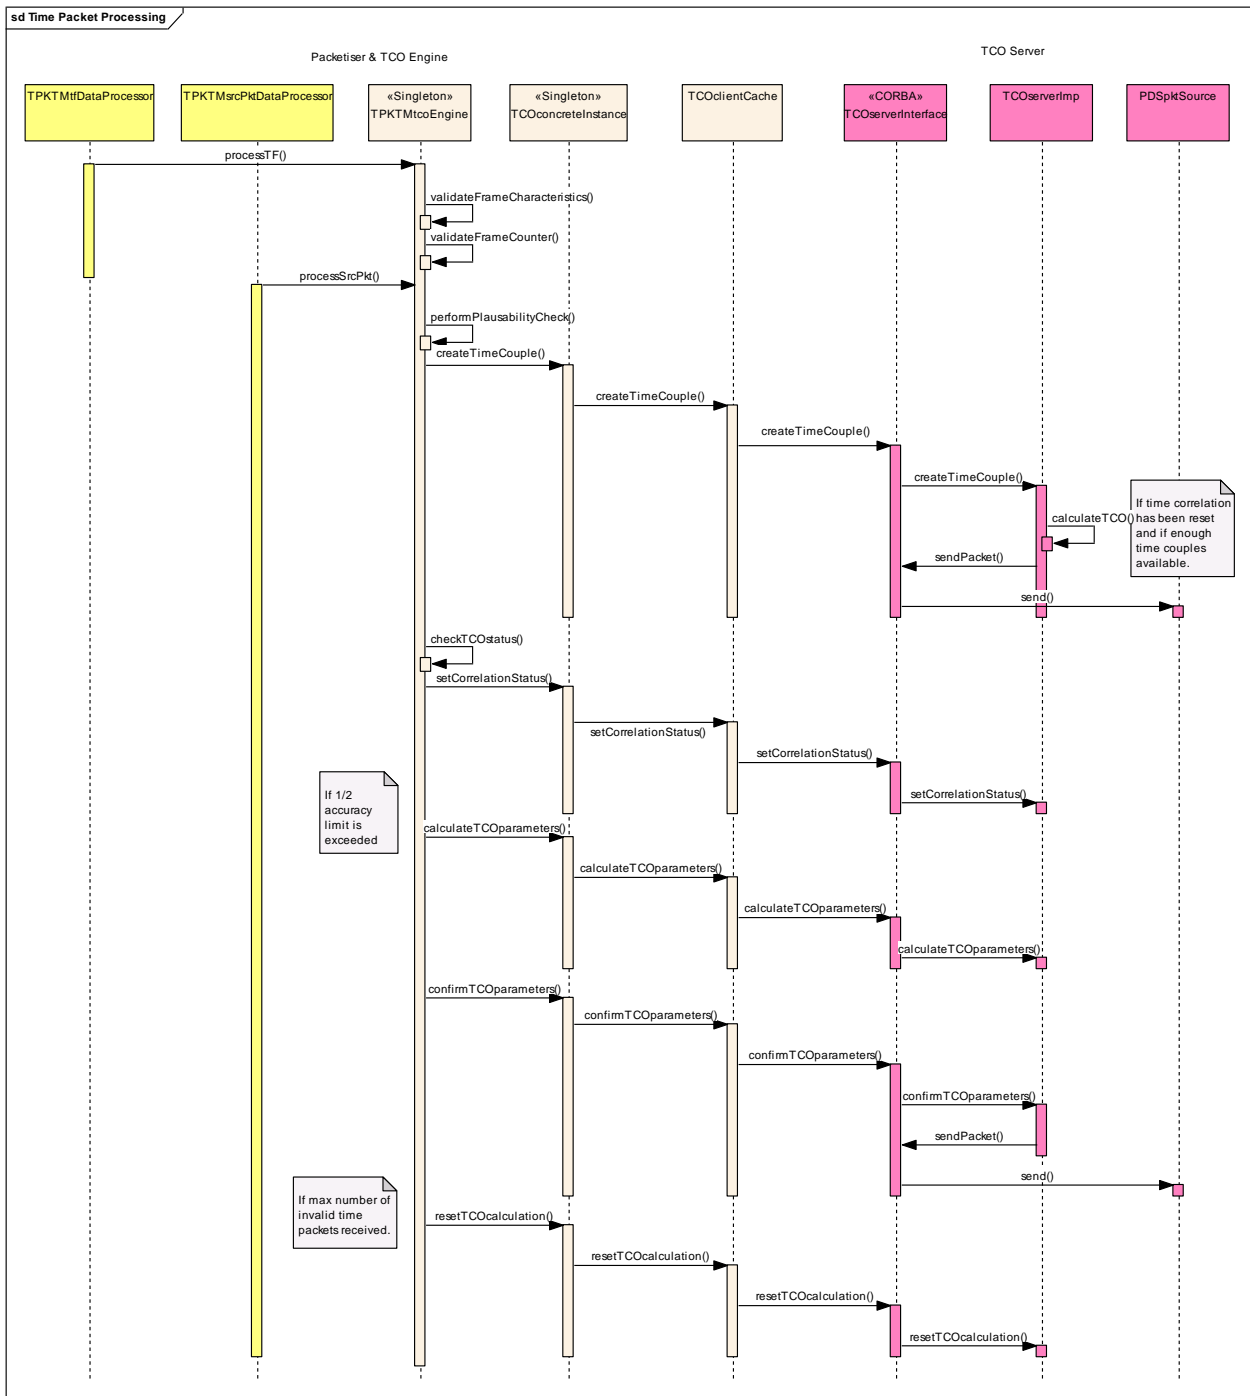 sd Time Packet Processing
Packetiser & TCO Engine
TCO Server
TPKTMtfDataProcessor
TPKTMsrcPktDataProcessor
«Singleton»
TPKTMtcoEngine
«Singleton»
TCOconcreteInstance
TCOclientCache
«CORBA»
TCOserverInterface
TCOserverImp
PDSpktSource
processTF()
validateFrameCharacteristics()
validateFrameCounter()
processSrcPkt()
performPlausabilityCheck()
createTimeCouple()
createTimeCouple()
createTimeCouple()
createTimeCouple()
calculateTCO()
If time correlation
has been reset
and if enough
time couples
available.
sendPacket()
send()
checkTCOstatus()
setCorrelationStatus()
setCorrelationStatus()
setCorrelationStatus()
setCorrelationStatus()
If 1/2
accuracy
limit is
exceeded
calculateTCOparameters()
calculateTCOparameters()
calculateTCOparameters()
calculateTCOparameters()
confirmTCOparameters()
confirmTCOparameters()
confirmTCOparameters()
confirmTCOparameters()
sendPacket()
send()
If max number of
invalid time
packets received.
resetTCOcalculation()
resetTCOcalculation()
resetTCOcalculation()
resetTCOcalculation()